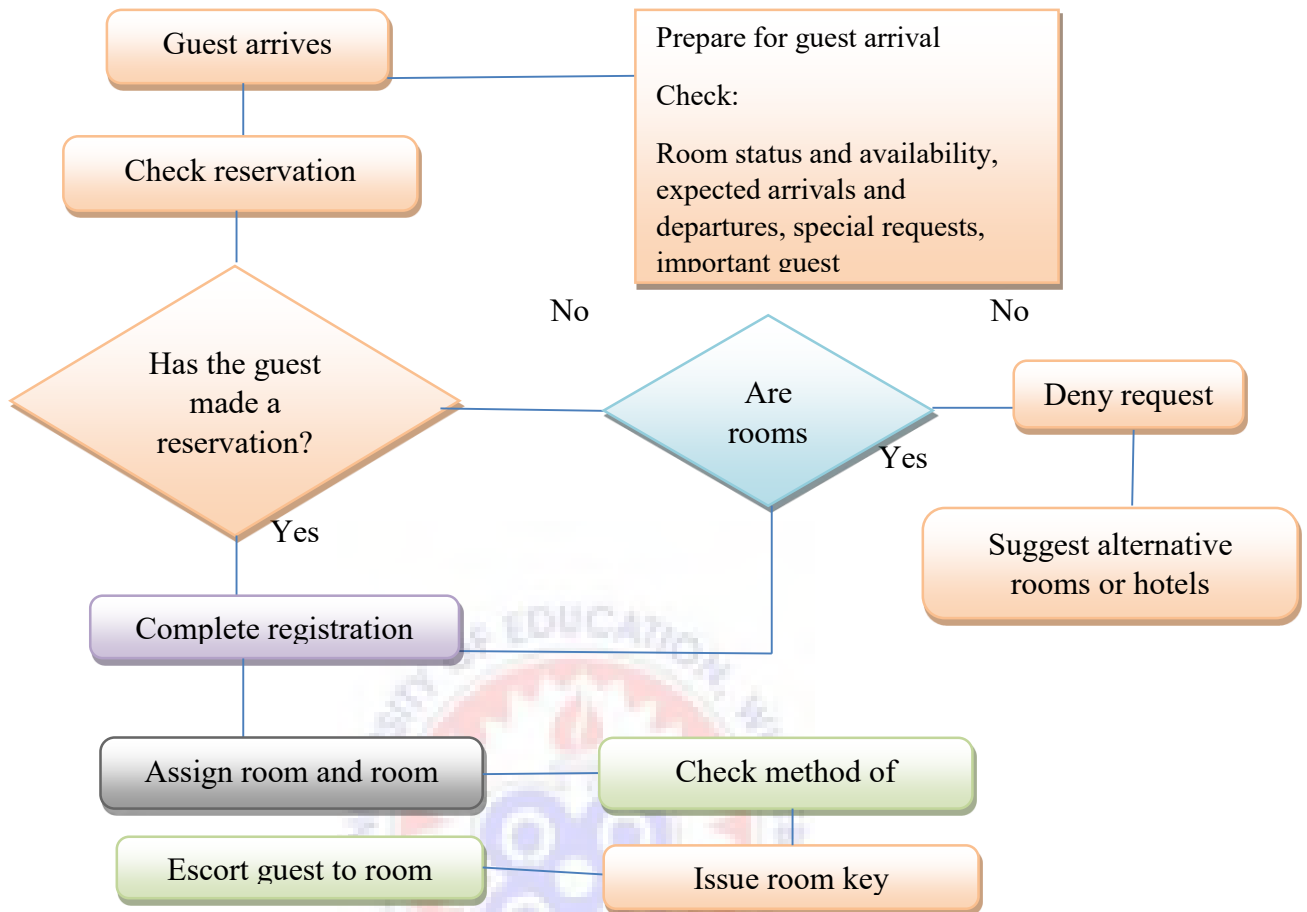 Guest arrives
Prepare for guest arrival
Check:
Room status and availability,
expected arrivals and
departures, special requests,
important guest
Check reservation
No
No
Has the guest
made a
reservation?
Are
rooms
Deny request
Yes
Yes
Suggest alternative
rooms or hotels
Complete registration
OF EDUCATION,
Assign room and room
Check method of
Escort guest to room
Issue room key